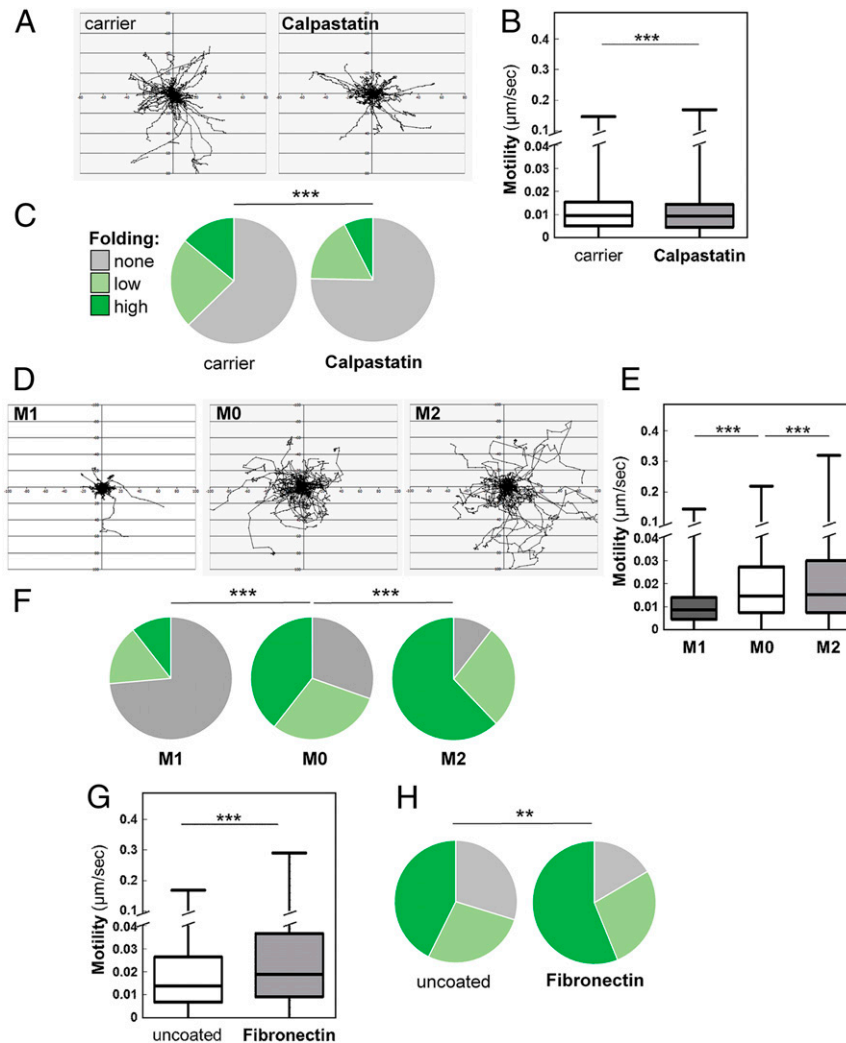 A
carrier
Calpastatin
B
***
Motility (µm/sec)
0.4
0.3
0.2
0.1
0.04
0.03
0.02
0.01
0
carrier
Calpastatin
C
***
Folding:
none
low
high
carrier
Calpastatin
D
M1
M0
M2
E
***
***
Motility (µm/sec)
0.4
0.3
0.2
0.1
0.04
0.03
0.02
0.01
0
M1
M0
M2
F
***
***
M1
M0
M2
G
***
Motility (µm/sec)
0.4
0.3
0.2
0.1
0.04
0.03
0.02
0.01
0
uncoated
Fibronectin
H
**
uncoated
Fibronectin